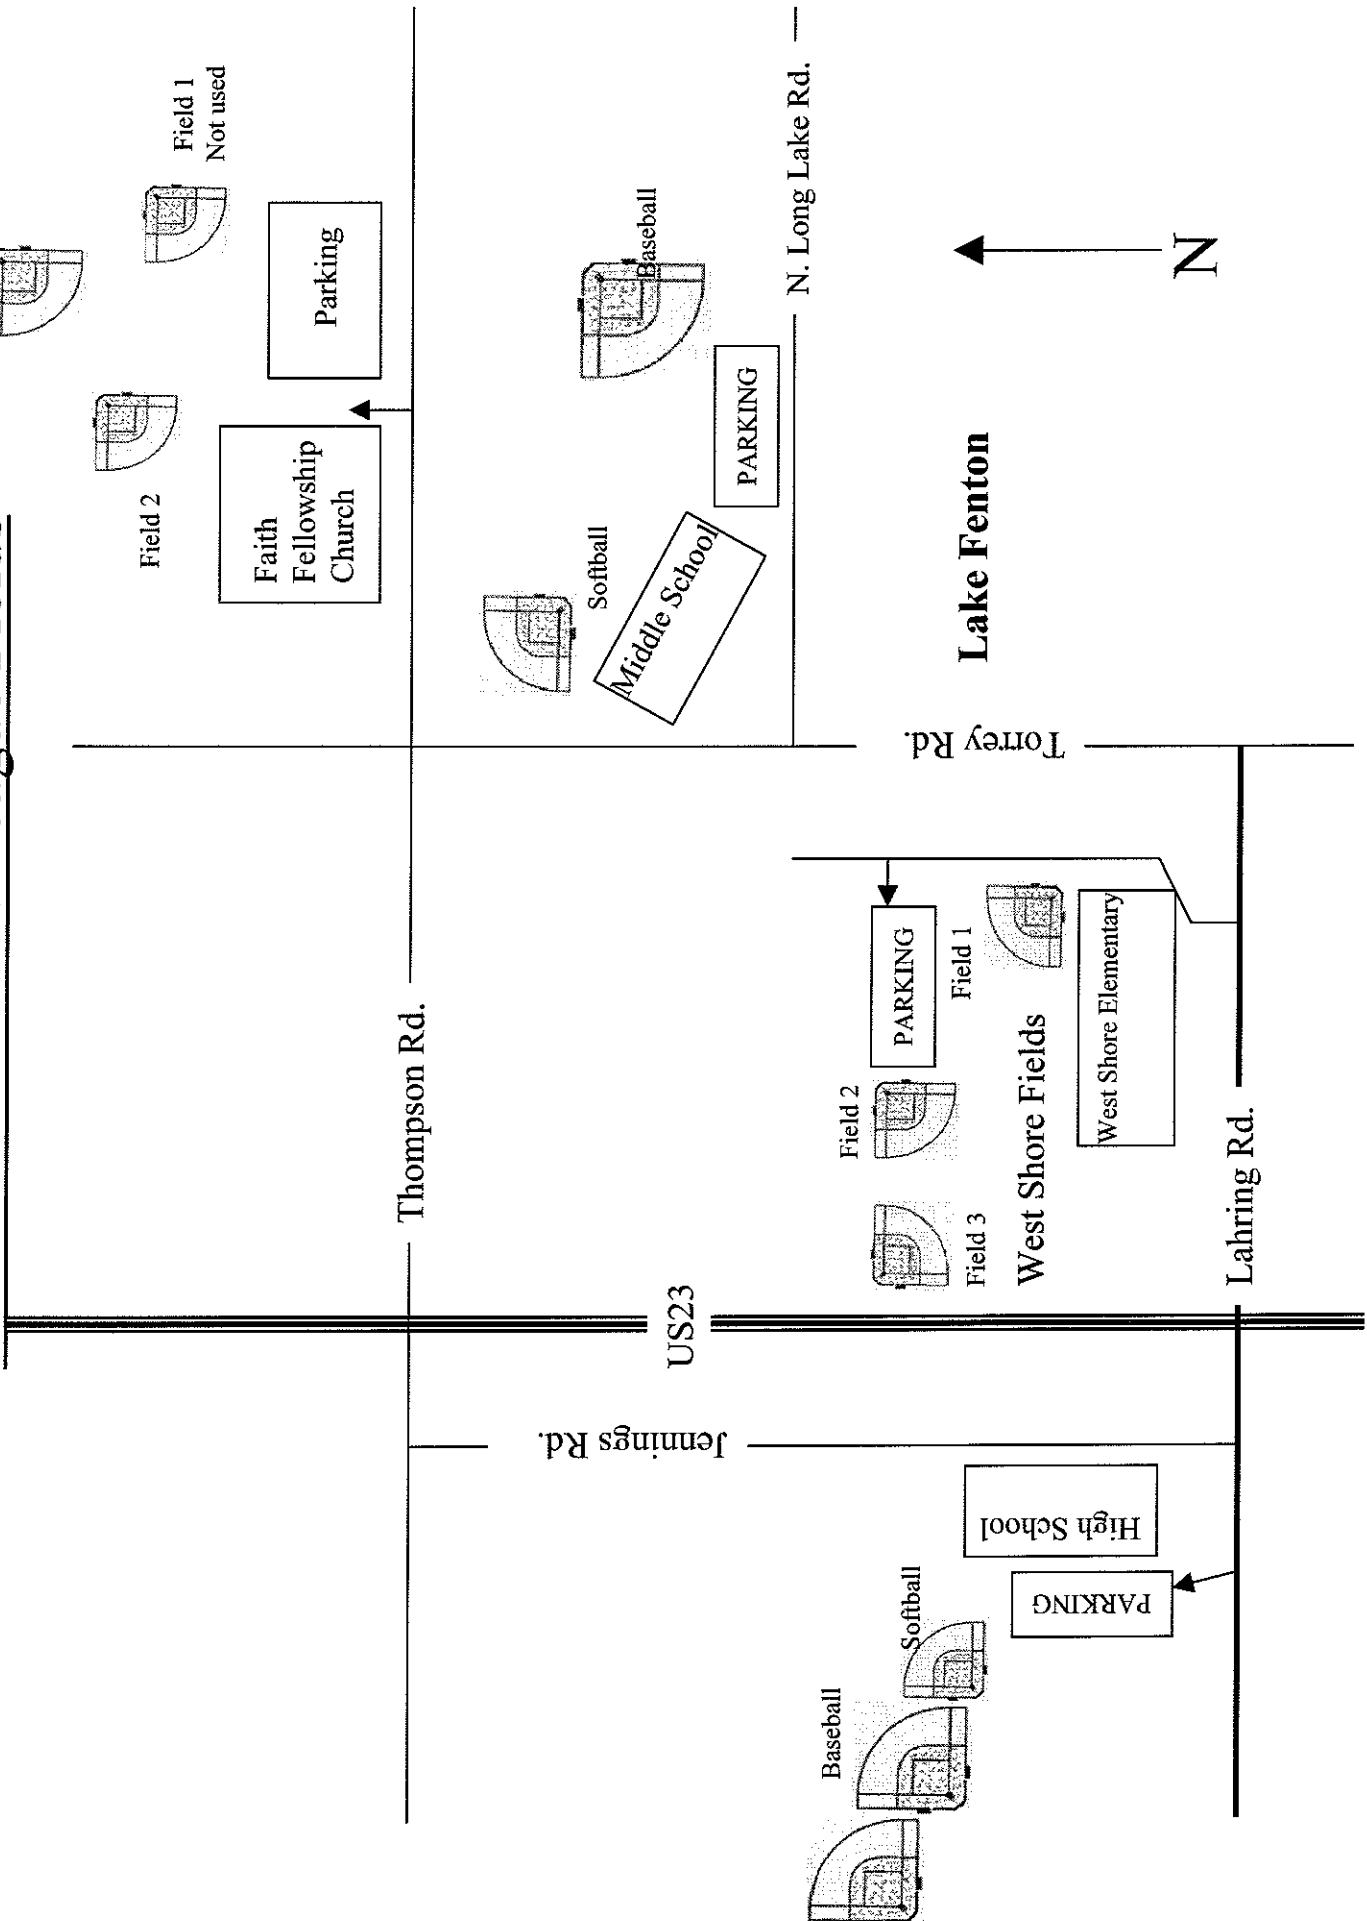 Field 1
Not used
Field 2
Parking
Faith
Fellowship
Church
Thompson Rd.
Baseball
Softball
Middle School
PARKING
N. Long Lake Rd.
Torrey Rd.
Lake Fenton
N
US23
Jennings Rd.
Field 2
Field 3
PARKING
Field 1
West Shore Fields
West Shore Elementary
Lahring Rd.
Baseball
Softball
High School
PARKING